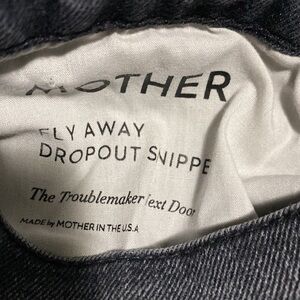 MOTHER
FLY AWAY
DROPOUT SNIPPE
The Troublemaker ext Door
MADE by MOTHER IN THE U.S.A